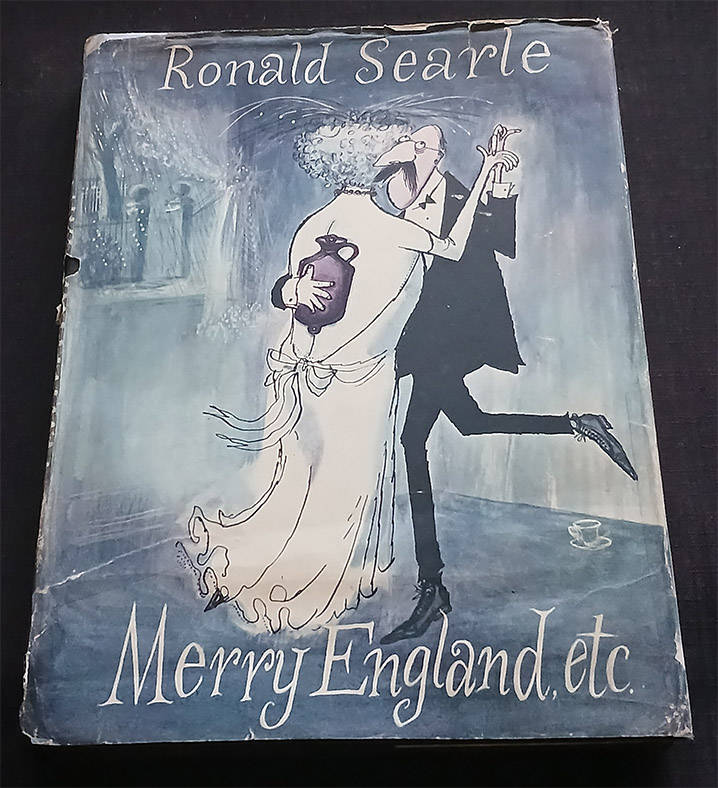 Ronald Searle
Merry England, etc.